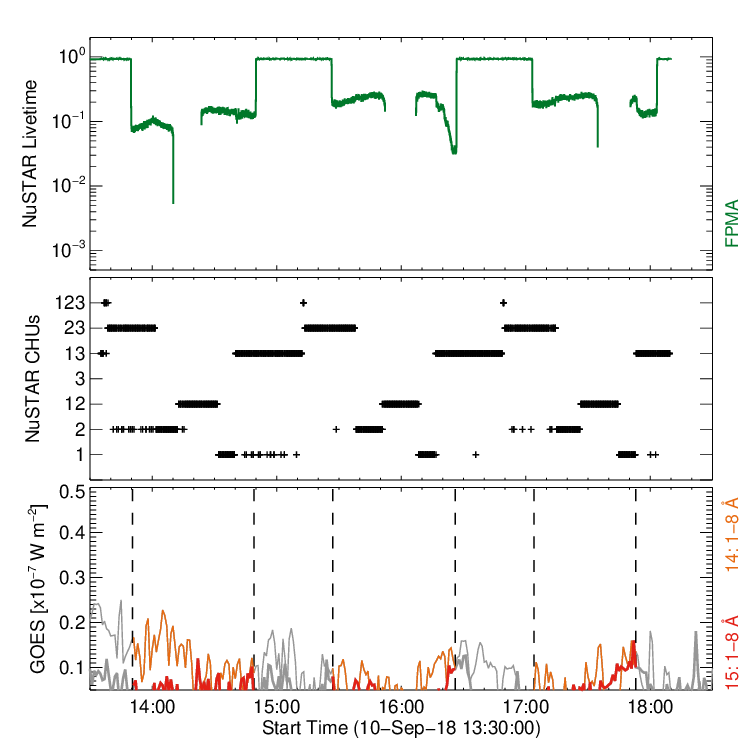 10⁰
10⁻¹
10⁻²
10⁻³
NuSTAR Livetime
FPMA
123
23
13
3
12
2
1
NuSTAR CHUs
0.5
0.4
0.3
0.2
0.1
GOES [x10⁻⁷ W m⁻²]
14: 1–8 Å
15: 1–8 Å
14:00 15:00 16:00 17:00 18:00
Start Time (10–Sep–18 13:30:00)